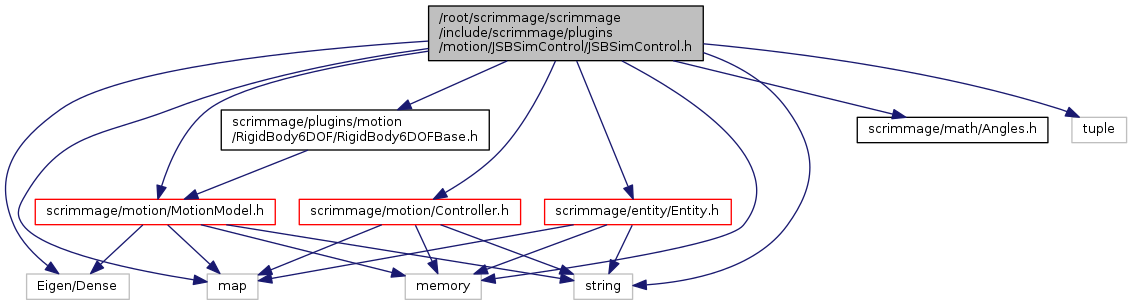 /root/scrimmage/scrimmage
/include/scrimmage/plugins
/motion/JSBSimControl/JSBSimControl.h
scrimmage/plugins/motion
/RigidBody6DOF/RigidBody6DOFBase.h
scrimmage/math/Angles.h
tuple
scrimmage/motion/MotionModel.h
scrimmage/motion/Controller.h
scrimmage/entity/Entity.h
Eigen/Dense
map
memory
string